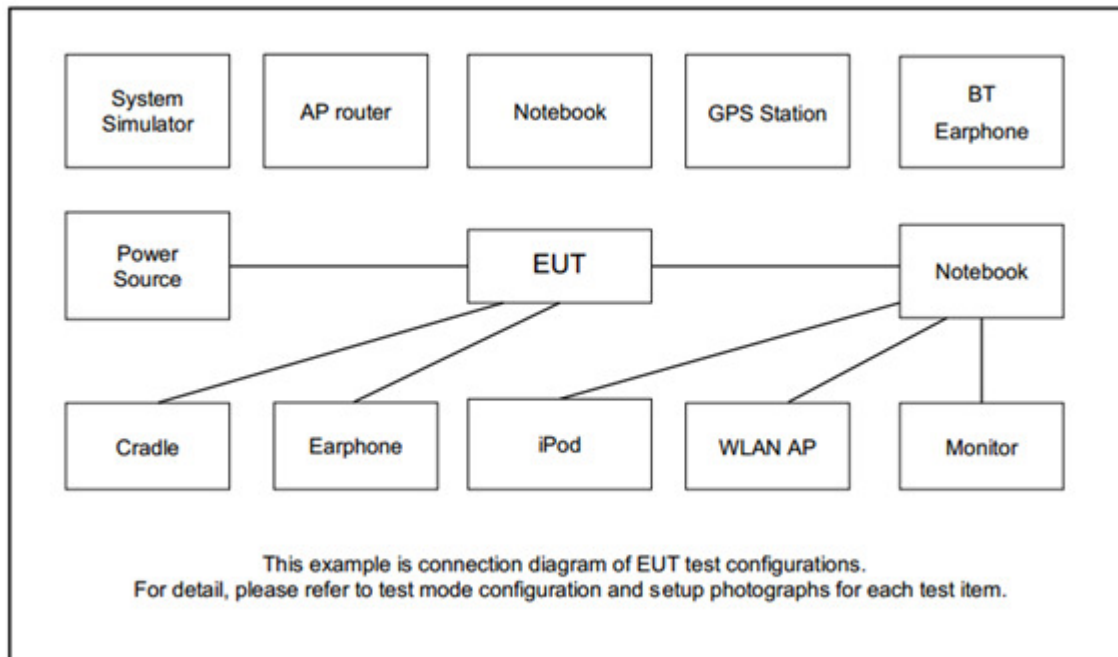 System
Simulator
AP router
Notebook
GPS Station
BT
Earphone
Power
Source
EUT
Notebook
Cradle
Earphone
iPod
WLAN AP
Monitor
This example is connection diagram of EUT test configurations.
For detail, please refer to test mode configuration and setup photographs for each test item.